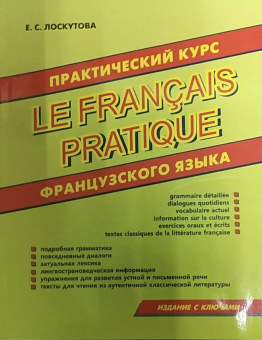 Е. С. ЛОСКУТОВА
ПРАКТИЧЕСКИЙ КУРС
LE FRANÇAIS
PRATIQUE
ФРАНЦУЗСКОГО ЯЗЫКА
grammaire détaillée
dialogues quotidiens
vocabulaire actuel
information sur la culture
exercices oraux et écrits
textes classiques de la littérature française
подробная грамматика
повседневные диалоги
актуальная лексика
лингвострановедческая информация
упражнения для развития устной и письменной речи
тексты для чтения из аутентичной классической литературы
ИЗДАНИЕ С КЛЮЧАМИ